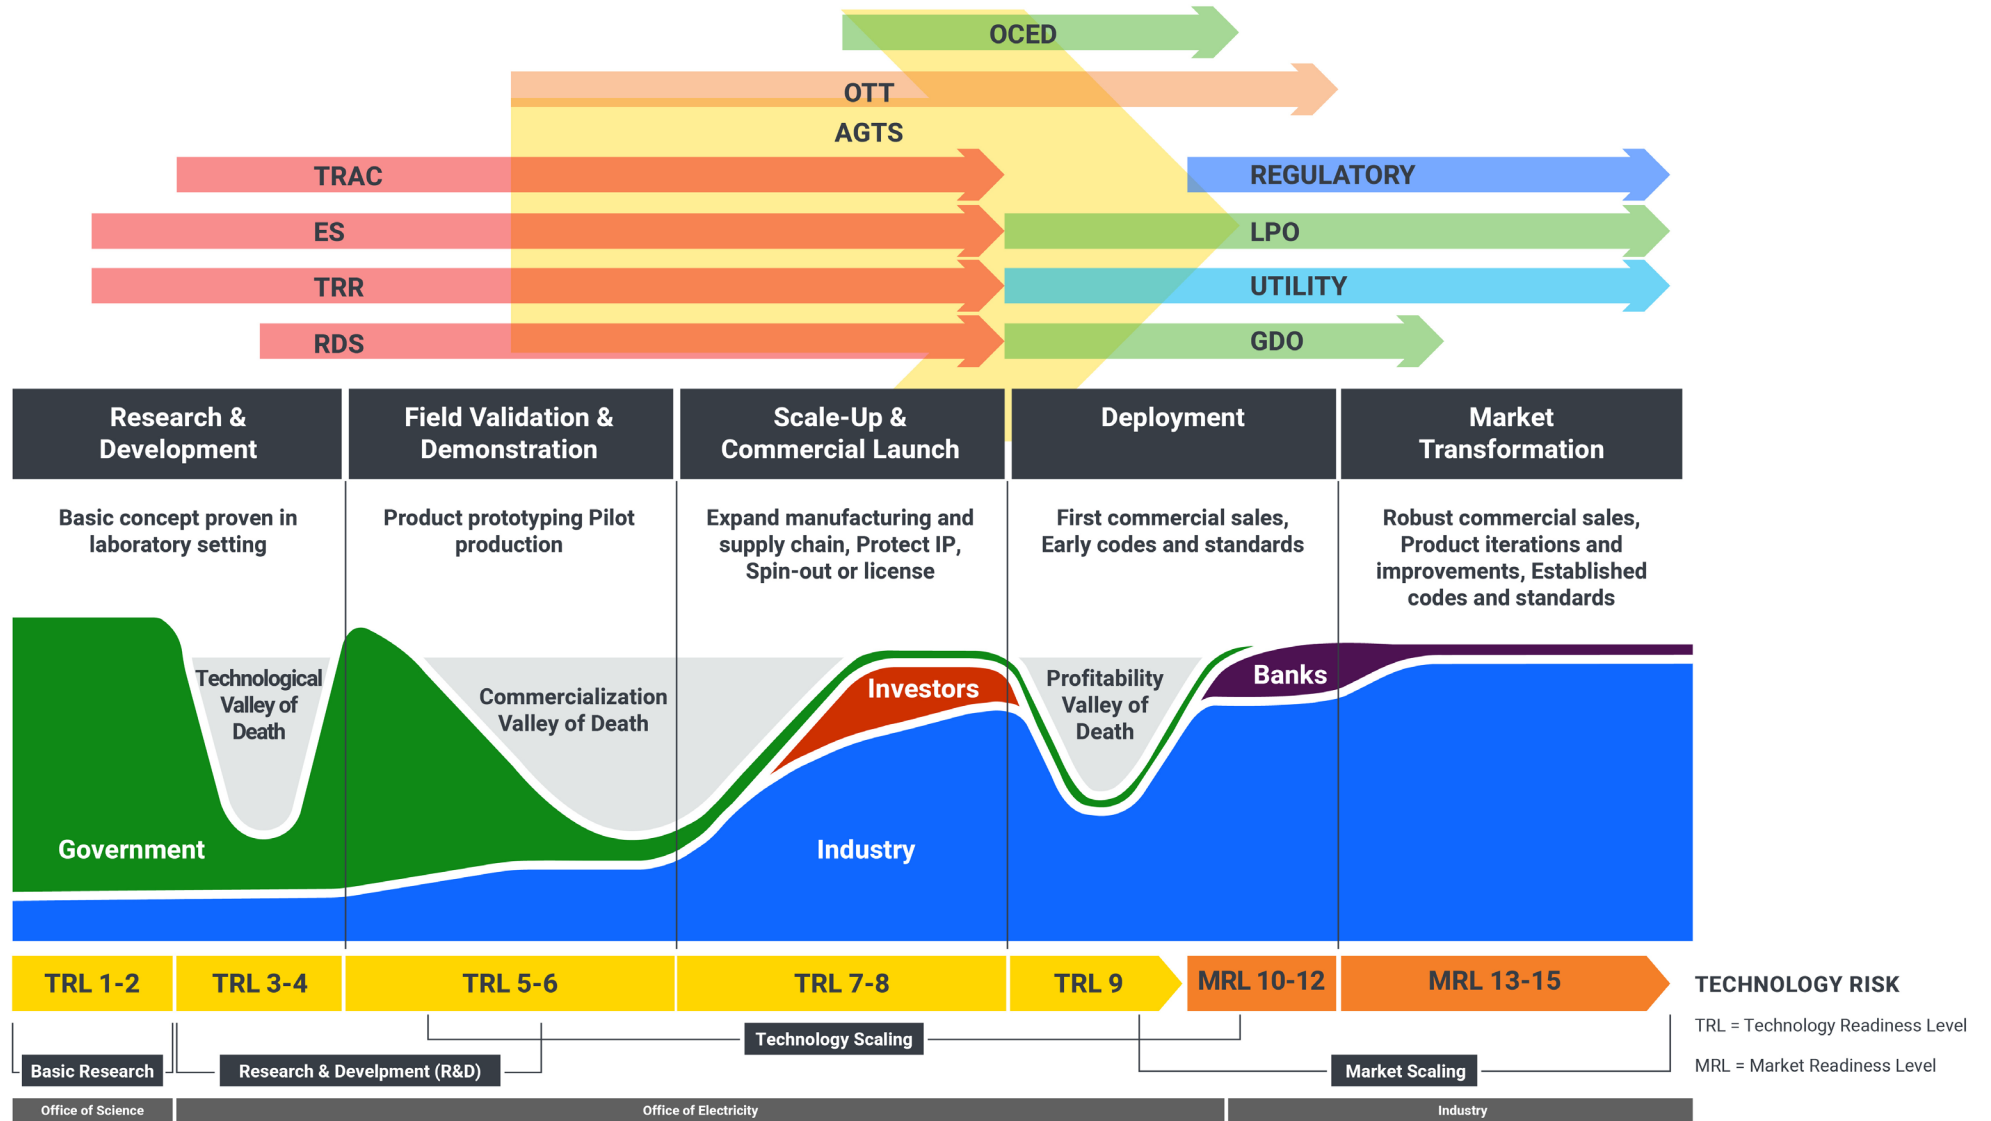 OCED
OTT
AGTS
TRAC
REGULATORY
ES
LPO
TRR
UTILITY
RDS
GDO
Research &
Development
Field Validation &
Demonstration
Scale-Up &
Commercial Launch
Deployment
Market
Transformation
Basic concept proven in
laboratory setting
Product prototyping Pilot
production
Expand manufacturing and
supply chain, Protect IP,
Spin-out or license
First commercial sales,
Early codes and standards
Robust commercial sales,
Product iterations and
improvements, Established
codes and standards
Technological
Valley of
Death
Commercialization
Valley of Death
Investors
Profitability
Valley of
Death
Banks
Government
Industry
TRL 1-2
TRL 3-4
TRL 5-6
TRL 7-8
TRL 9
MRL 10-12
MRL 13-15
TECHNOLOGY RISK
TRL = Technology Readiness Level
MRL = Market Readiness Level
Technology Scaling
Basic Research
Research & Develpment (R&D)
Market Scaling
Office of Science
Office of Electricity
Industry